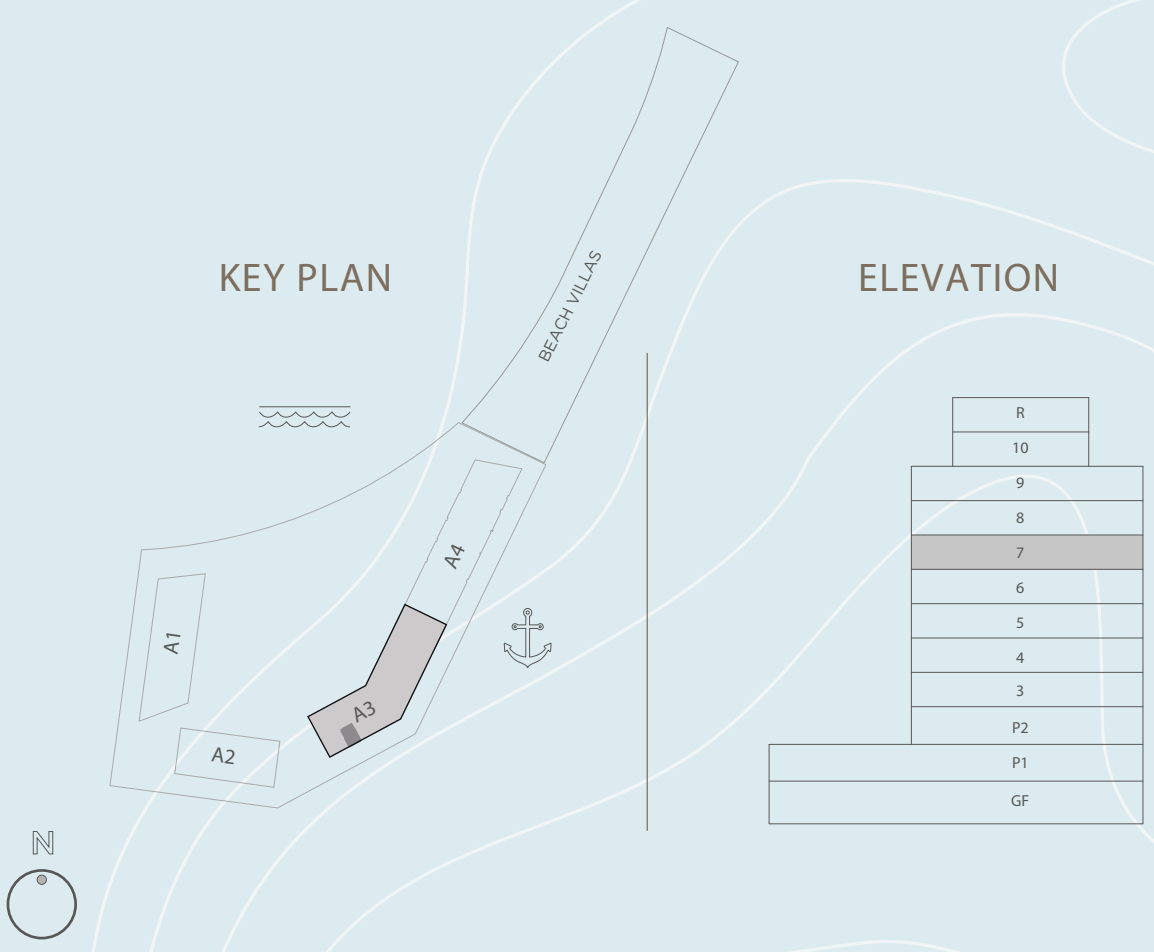 KEY PLAN
ELEVATION
BEACH VILLAS
A4
A1
A3
A2
N
R
10
9
8
7
6
5
4
3
P2
P1
GF